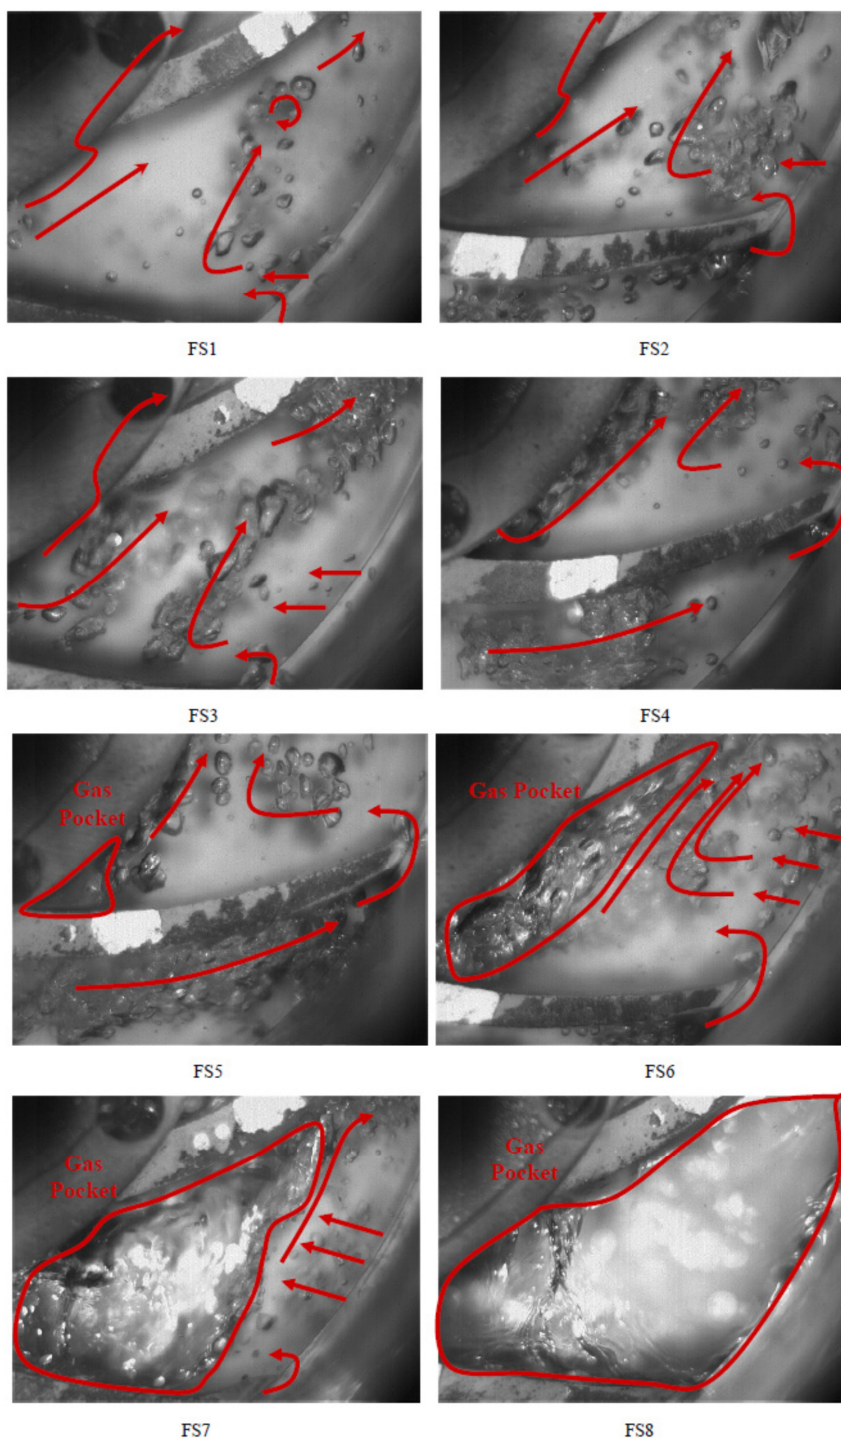 FS1
FS2
FS3
FS4
Gas
Pocket
FS5
Gas Pocket
FS6
Gas
Pocket
FS7
Gas
Pocket
FS8